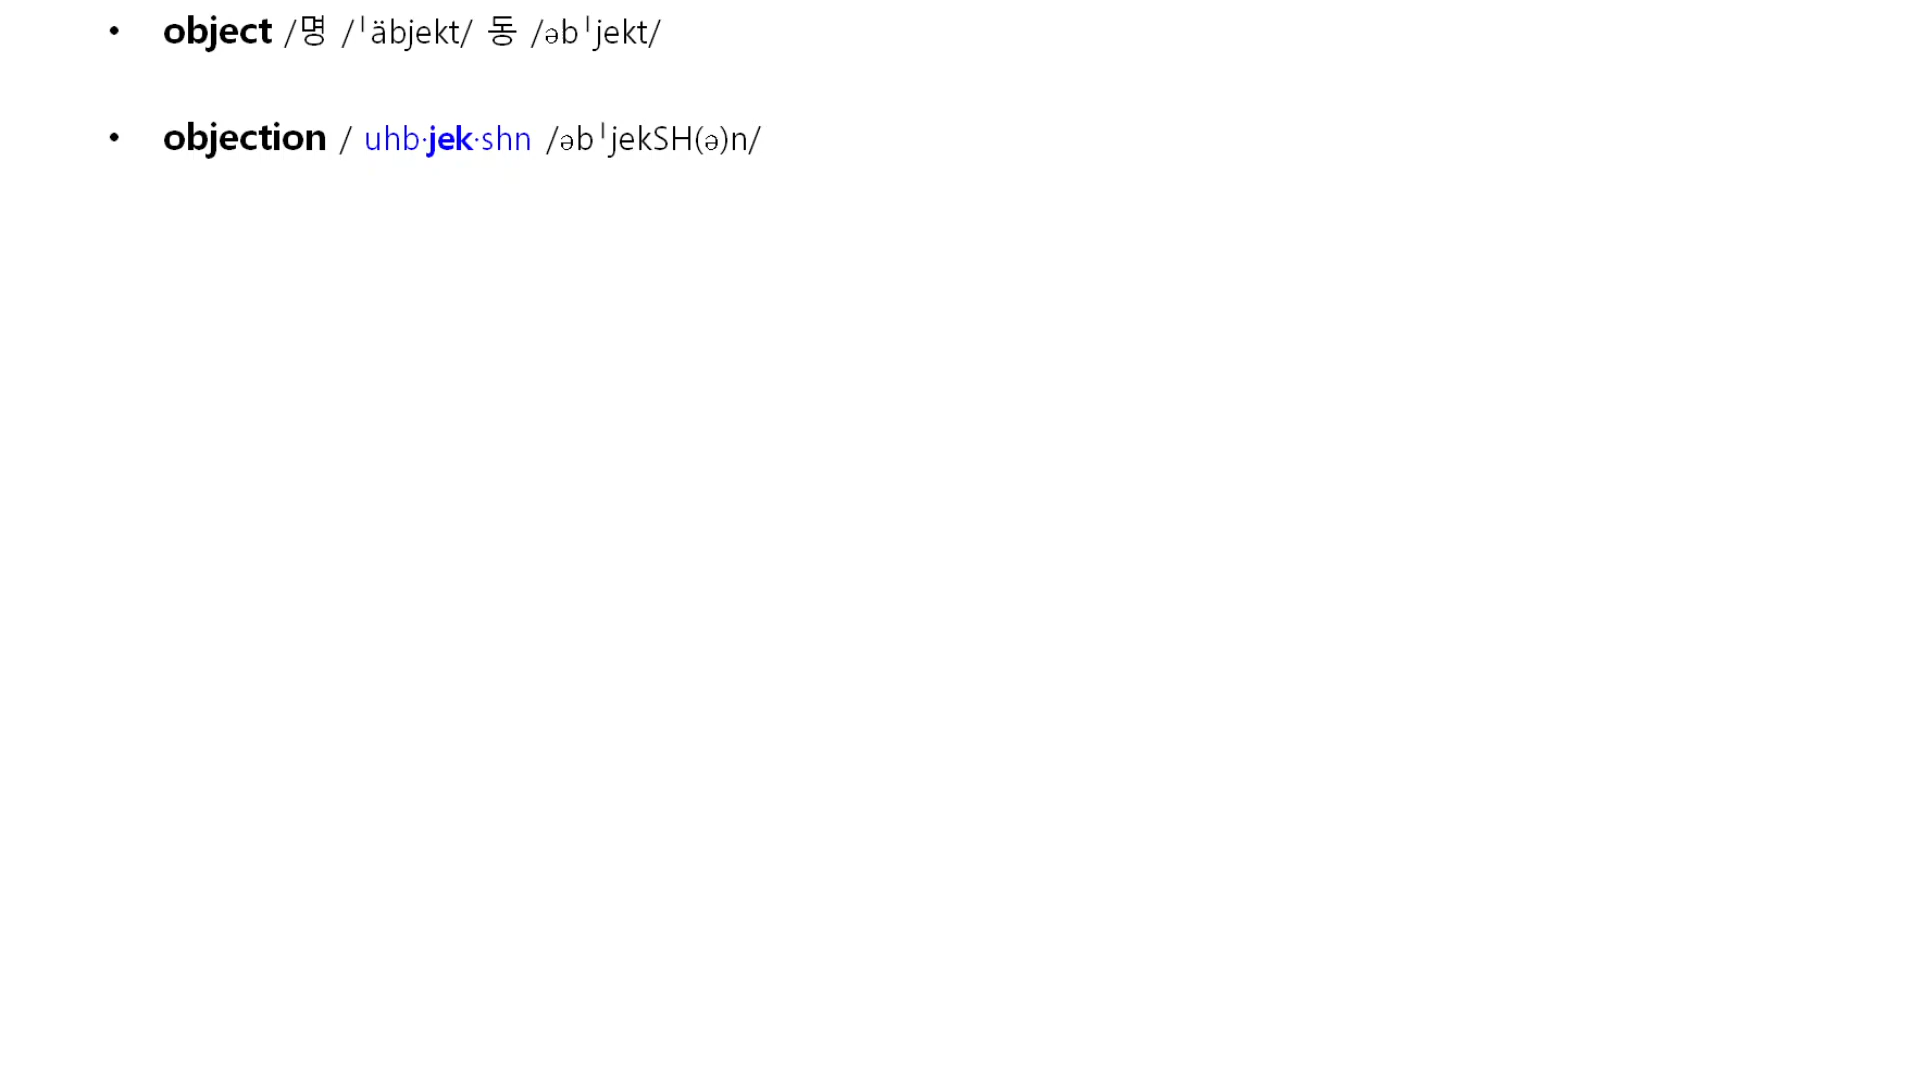 • object /명 /ˈäbjekt/ 동 /əbˈjekt/
• objection / uhb·jek·shn /əbˈjekSH(ə)n/